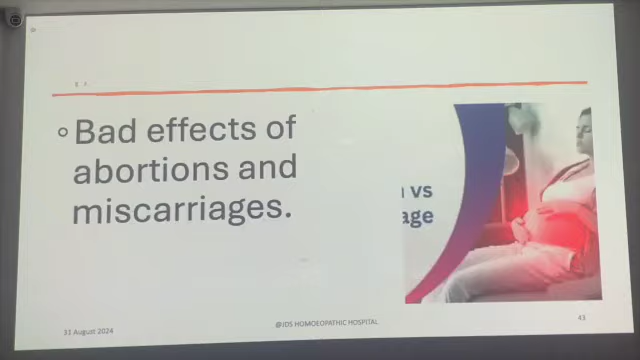 Bad effects of
abortions and
miscarriages.
vs
age
31 August 2024
@JDS HOMOEOPATHIC HOSPITAL
43